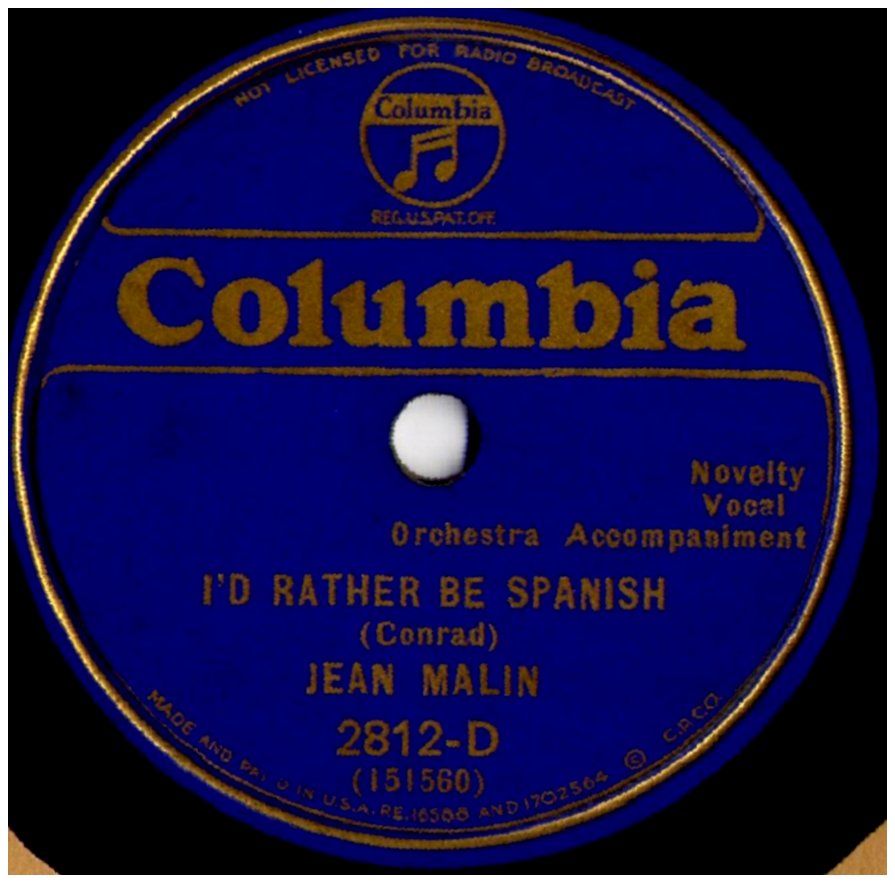 NOT LICENSED FOR RADIO BROADCAST
Columbia
REG.U.S.PAT.OFF.
Columbia
Novelty
Vocal
Orchestra Accompaniment
I'D RATHER BE SPANISH
(Conrad)
JEAN MALIN
2812-D
(151560)
MADE AND PAT'D IN U.S.A. RE.16588 AND 1702564 © C.P.CO.